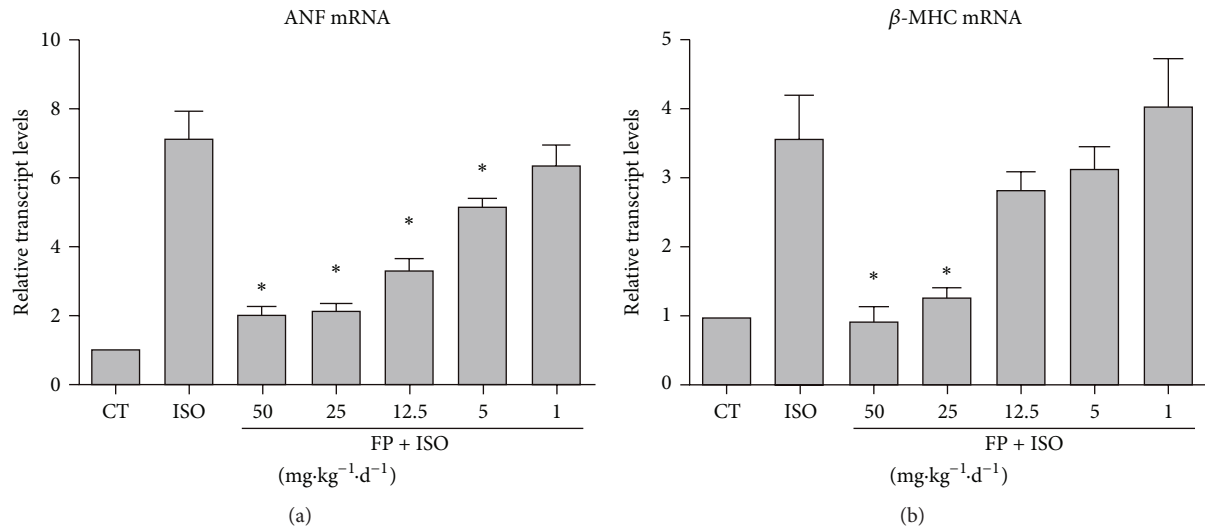 ANF mRNA
Relative transcript levels
10
8
6
4
2
0
*
*
*
*
CT ISO 50 25 12.5 5 1
FP + ISO
(mg·kg⁻¹·d⁻¹)
(a)
β-MHC mRNA
Relative transcript levels
5
4
3
2
1
0
*
*
CT ISO 50 25 12.5 5 1
FP + ISO
(mg·kg⁻¹·d⁻¹)
(b)